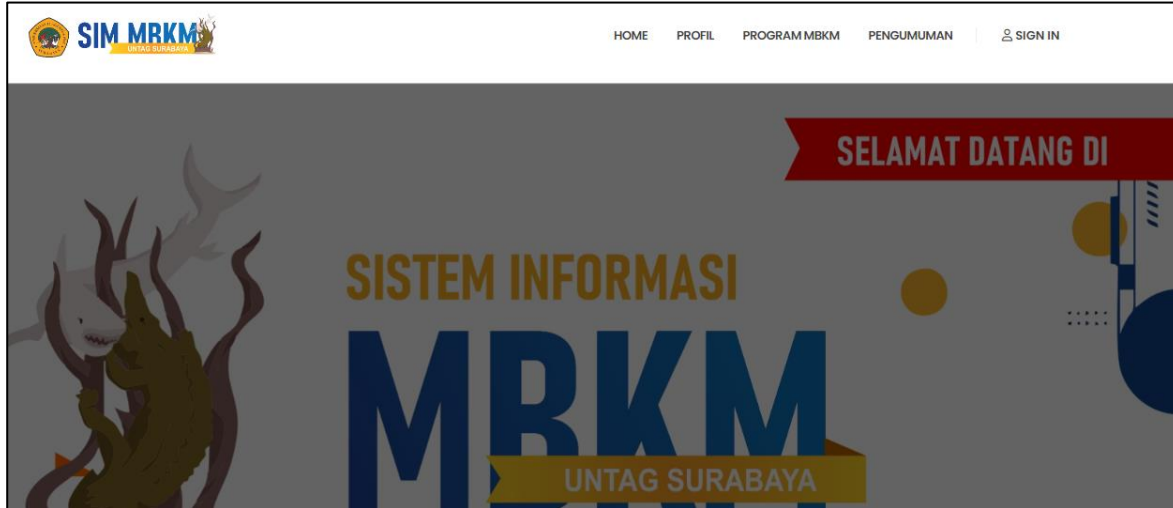 SIM MBKM
UNTAG SURABAYA
HOME PROFIL PROGRAM MBKM PENGUMUMAN SIGN IN
SELAMAT DATANG DI
SISTEM INFORMASI
MBKM
UNTAG SURABAYA